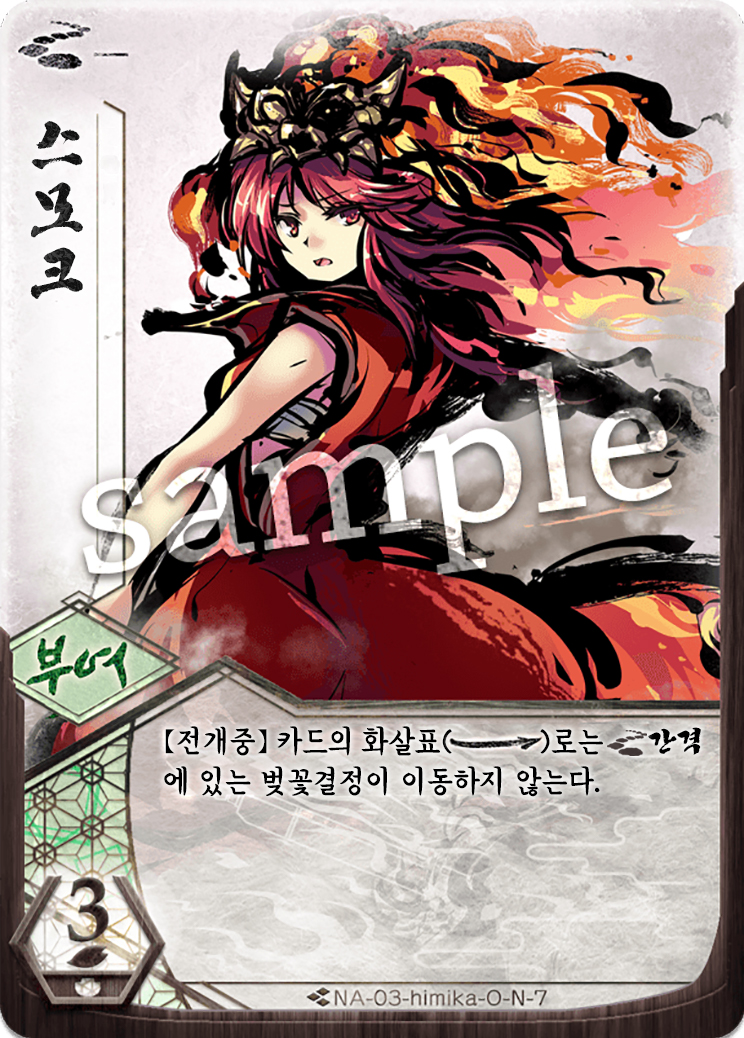 스모크
sample
부여
【전개중】 카드의 화살표(→)로는 간격
에 있는 벚꽃결정이 이동하지 않는다.
3
NA-03-himika-O-N-7